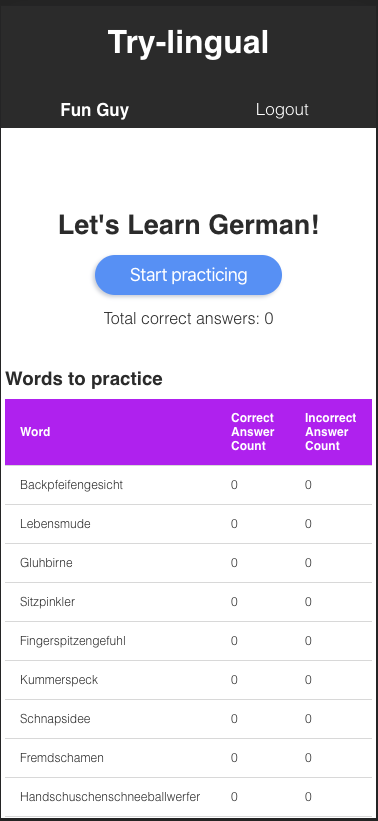 Try-lingual
Fun Guy Logout
Let's Learn German!
Start practicing
Total correct answers: 0
Words to practice
Word Correct Answer Count Incorrect Answer Count
Backpfeifengesicht 0 0
Lebensmude 0 0
Gluhbirne 0 0
Sitzpinkler 0 0
Fingerspitzengefuhl 0 0
Kummerspeck 0 0
Schnapsidee 0 0
Fremdschamen 0 0
Handschuschenschneeballwerfer 0 0